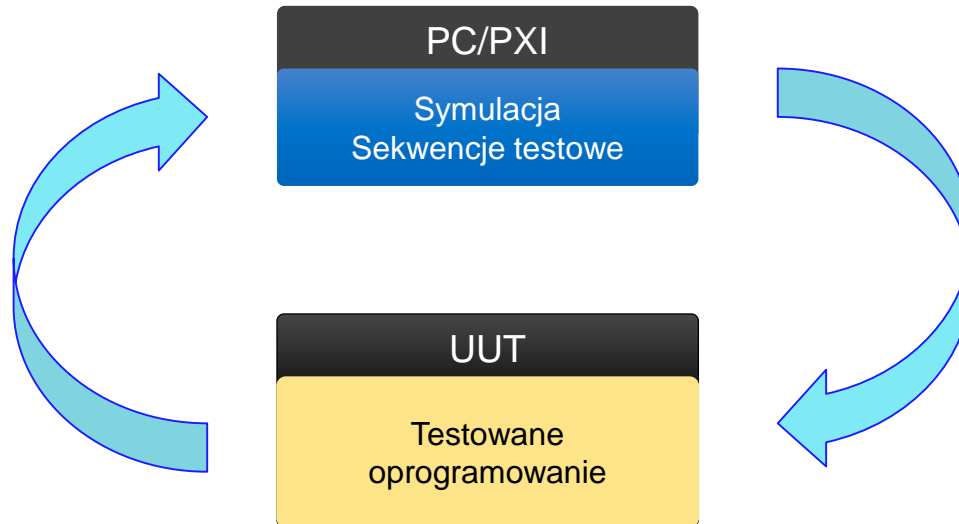 PC/PXI
Symulacja
Sekwencje testowe
UUT
Testowane
oprogramowanie